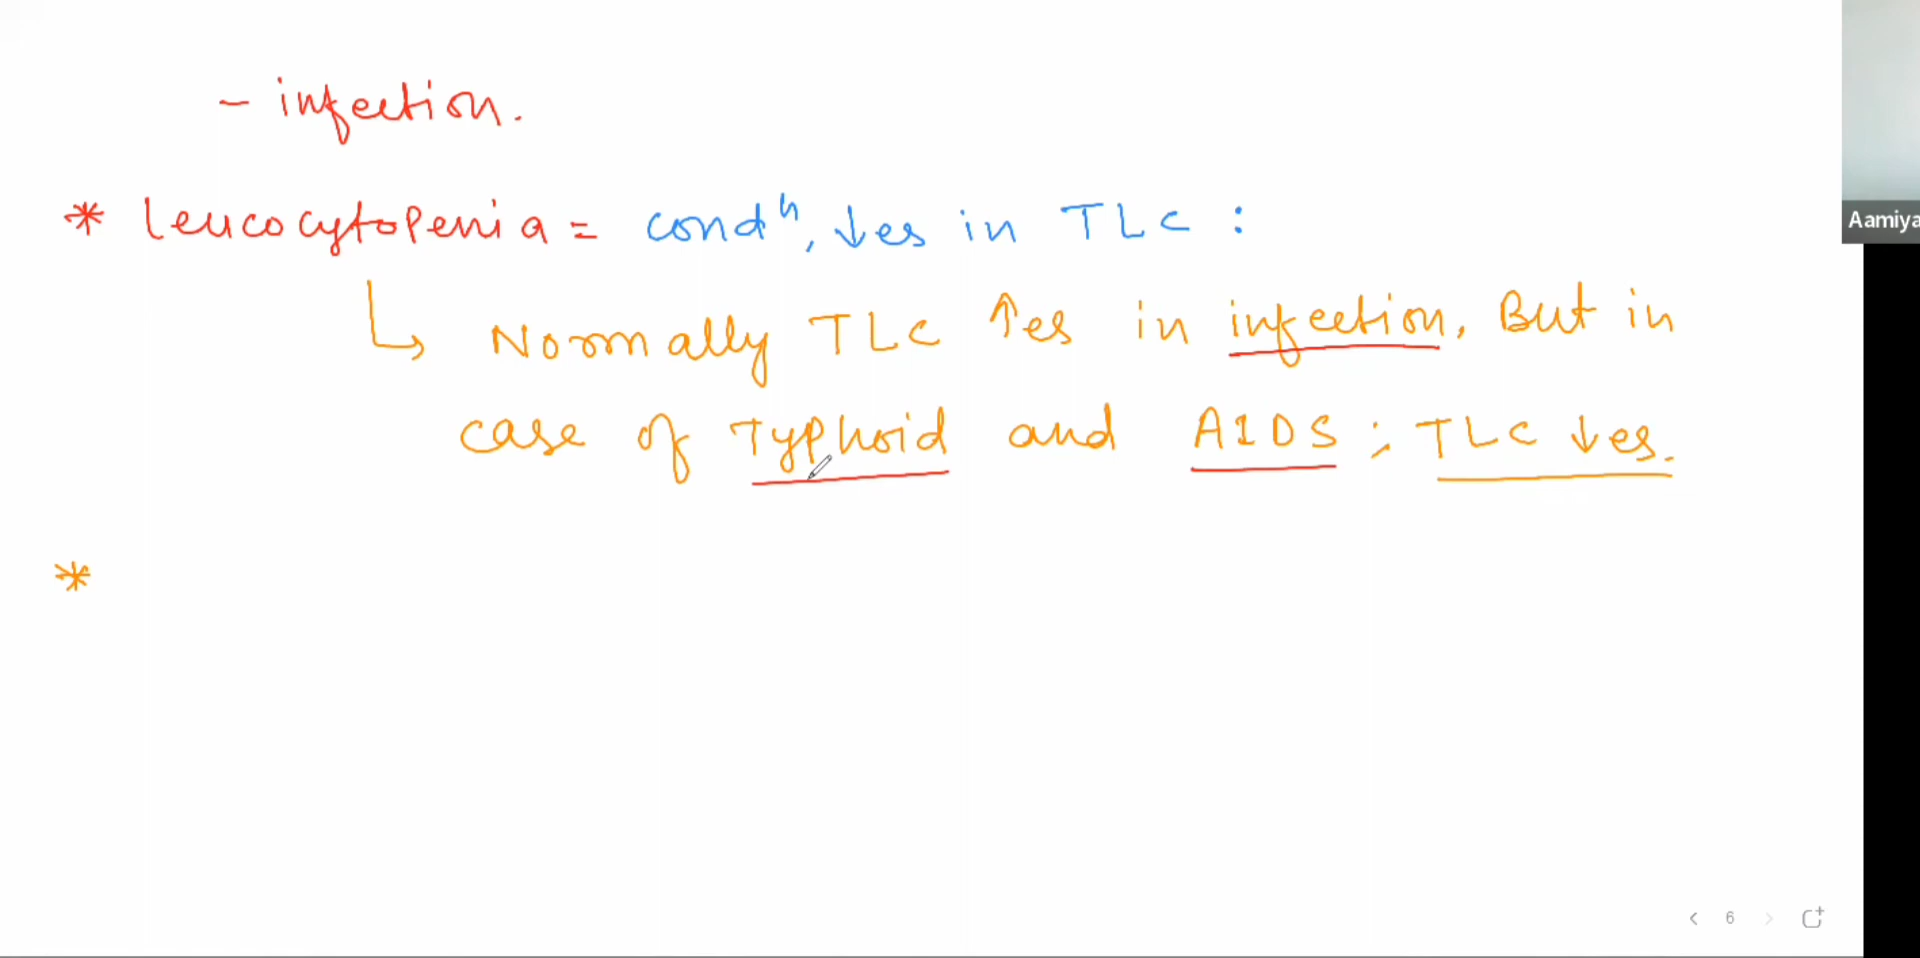 - infection.
Aamiya
* Leucocytopenia = condⁿ, ↓es in TLC :
↳ Normally TLC ↑es in infection. But in
case of Typhoid and AIDS ; TLC ↓es.
*
< 6 >